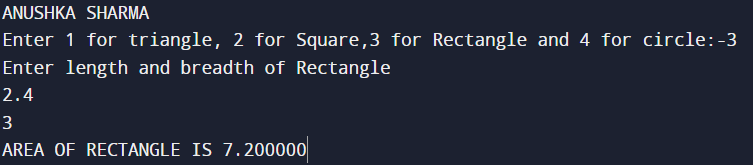 ANUSHKA SHARMA
Enter 1 for triangle, 2 for Square,3 for Rectangle and 4 for circle:-3
Enter length and breadth of Rectangle
2.4
3
AREA OF RECTANGLE IS 7.200000